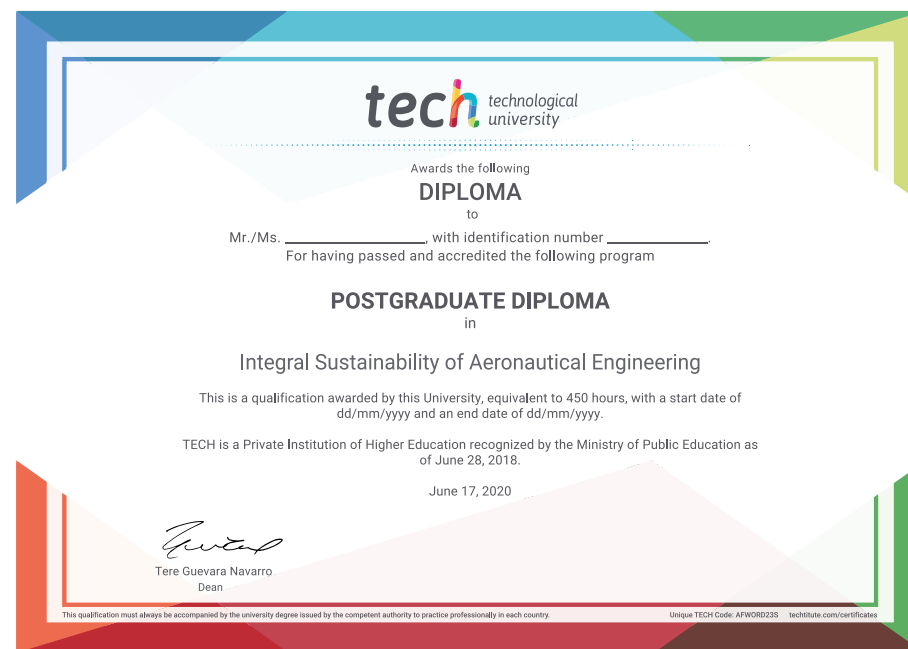 tech technological
university
Awards the following
DIPLOMA
to
Mr./Ms. ____________________, with identification number ______________.
For having passed and accredited the following program
POSTGRADUATE DIPLOMA
in
Integral Sustainability of Aeronautical Engineering
This is a qualification awarded by this University, equivalent to 450 hours, with a start date of
dd/mm/yyyy and an end date of dd/mm/yyyy.
TECH is a Private Institution of Higher Education recognized by the Ministry of Public Education as
of June 28, 2018.
June 17, 2020
Tere Guevara Navarro
Dean
This qualification must always be accompanied by the university degree issued by the competent authority to practice professionally in each country. Unique TECH Code: AFWORD23S techtitute.com/certificates